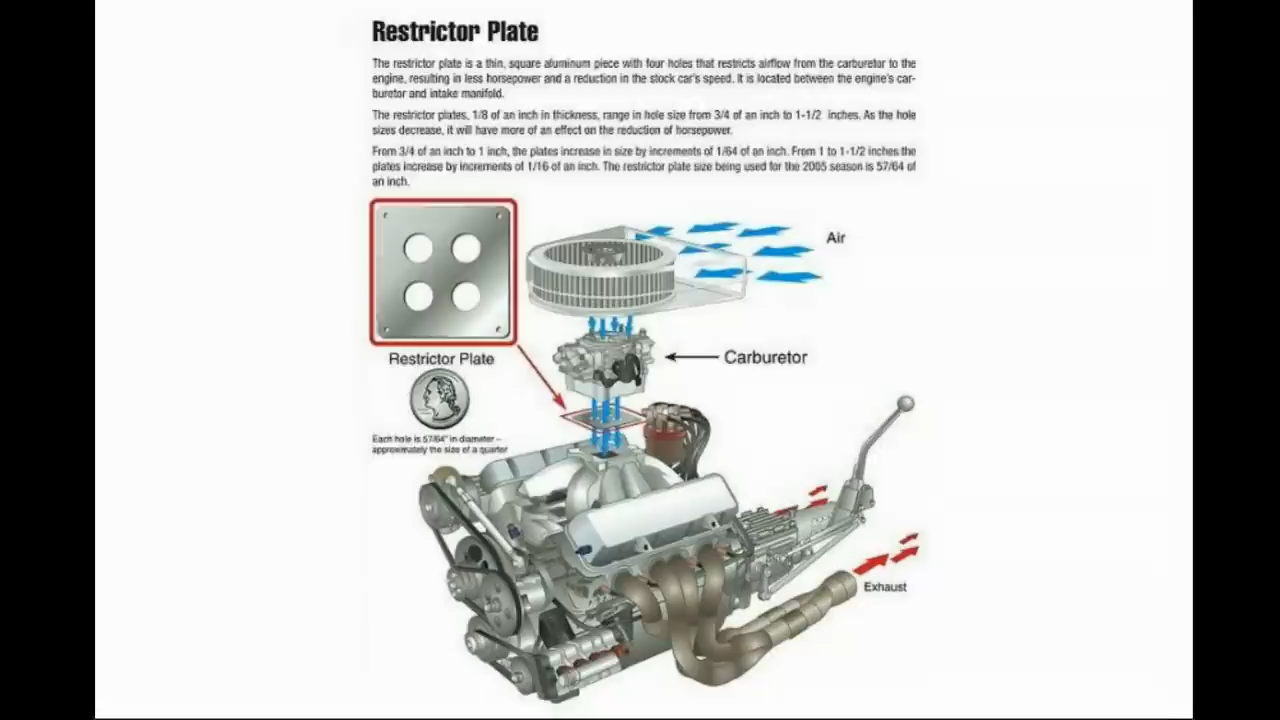 Restrictor Plate
The restrictor plate is a thin, square aluminum piece with four holes that restricts airflow from the carburetor to the
engine, resulting in less horsepower and a reduction in the stock car's speed. It is located between the engine's car-
buretor and intake manifold.
The restrictor plates, 1/8 of an inch in thickness, range in hole size from 3/4 of an inch to 1-1/2 inches. As the hole
sizes decrease, it will have more of an effect on the reduction of horsepower.
From 3/4 of an inch to 1 inch, the plates increase in size by increments of 1/64 of an inch. From 1 to 1-1/2 inches the
plates increase by increments of 1/16 of an inch. The restrictor plate size being used for the 2005 season is 57/64 of
an inch.
Air
Restrictor Plate
Carburetor
Each hole is 57/64" in diameter –
approximately the size of a quarter
Exhaust